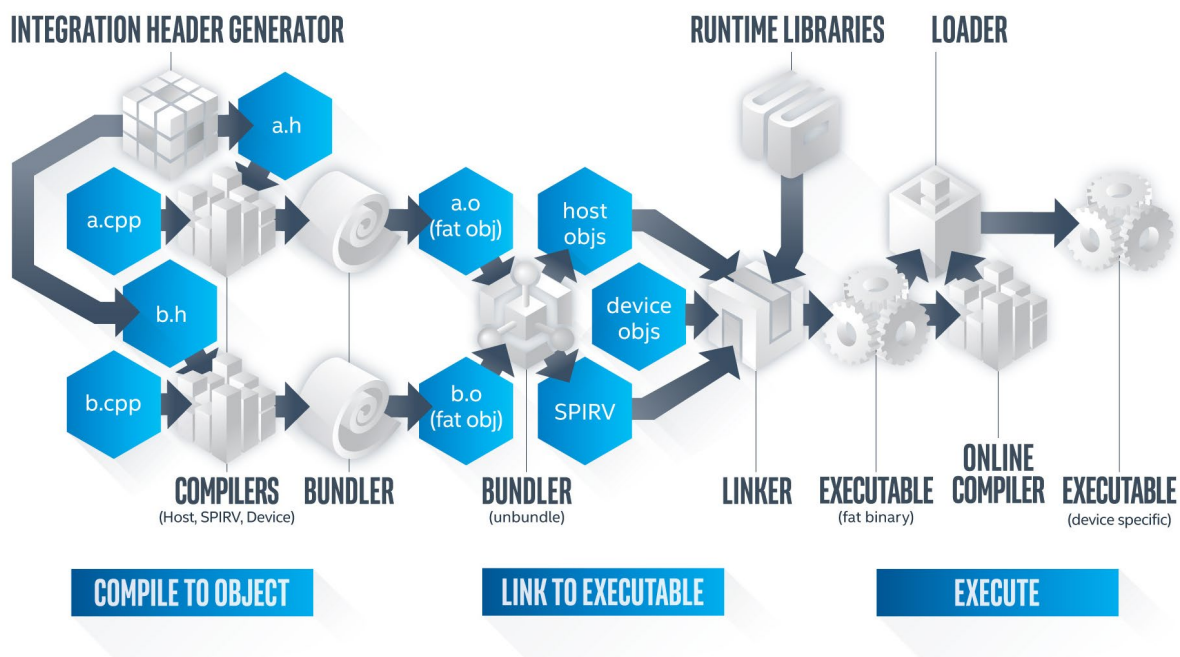 INTEGRATION HEADER GENERATOR
RUNTIME LIBRARIES
LOADER
a.h
a.cpp
a.o
(fat obj)
host
objs
b.h
device
objs
b.cpp
b.o
(fat obj)
SPIRV
COMPILERS
(Host, SPIRV, Device)
BUNDLER
BUNDLER
(unbundle)
LINKER
EXECUTABLE
(fat binary)
ONLINE
COMPILER
EXECUTABLE
(device specific)
COMPILE TO OBJECT
LINK TO EXECUTABLE
EXECUTE